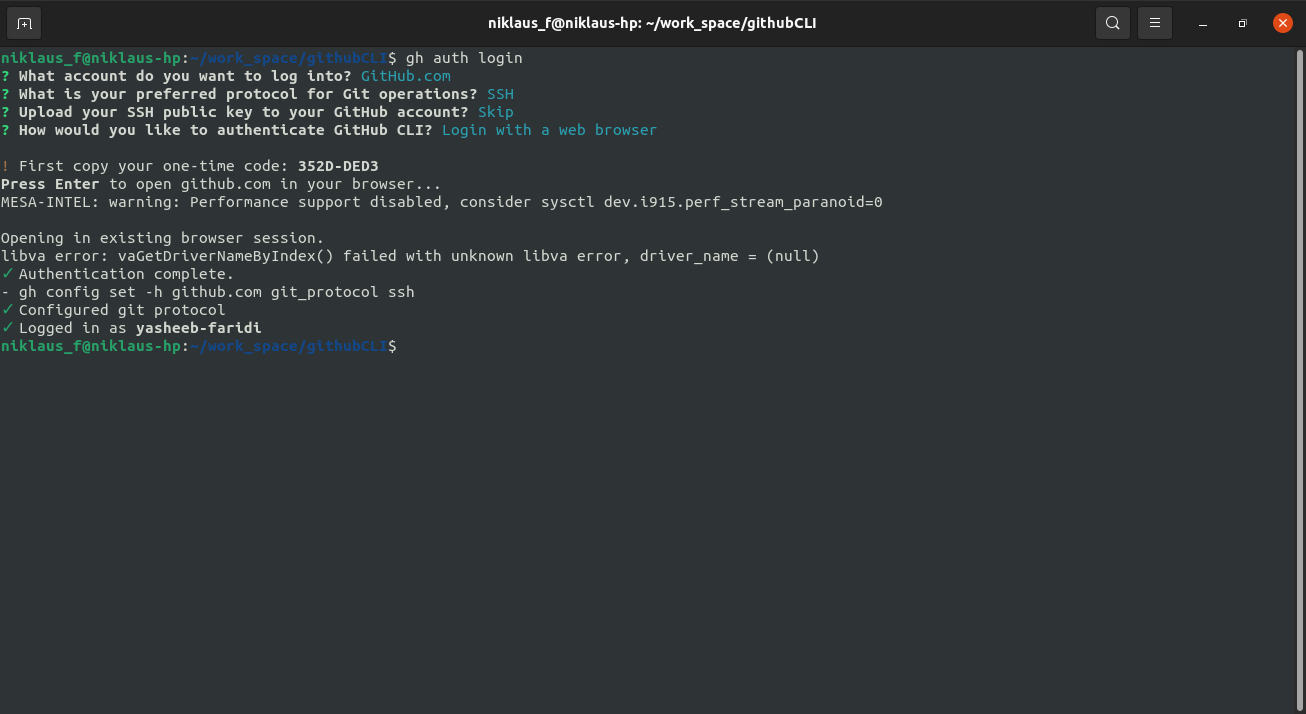 niklaus_f@niklaus-hp: ~/work_space/githubCLI
niklaus_f@niklaus-hp:~/work_space/githubCLI$ gh auth login
? What account do you want to log into? GitHub.com
? What is your preferred protocol for Git operations? SSH
? Upload your SSH public key to your GitHub account? Skip
? How would you like to authenticate GitHub CLI? Login with a web browser
! First copy your one-time code: 352D-DED3
Press Enter to open github.com in your browser...
MESA-INTEL: warning: Performance support disabled, consider sysctl dev.i915.perf_stream_paranoid=0
Opening in existing browser session.
libva error: vaGetDriverNameByIndex() failed with unknown libva error, driver_name = (null)
✓ Authentication complete.
- gh config set -h github.com git_protocol ssh
✓ Configured git protocol
✓ Logged in as yasheeb-faridi
niklaus_f@niklaus-hp:~/work_space/githubCLI$